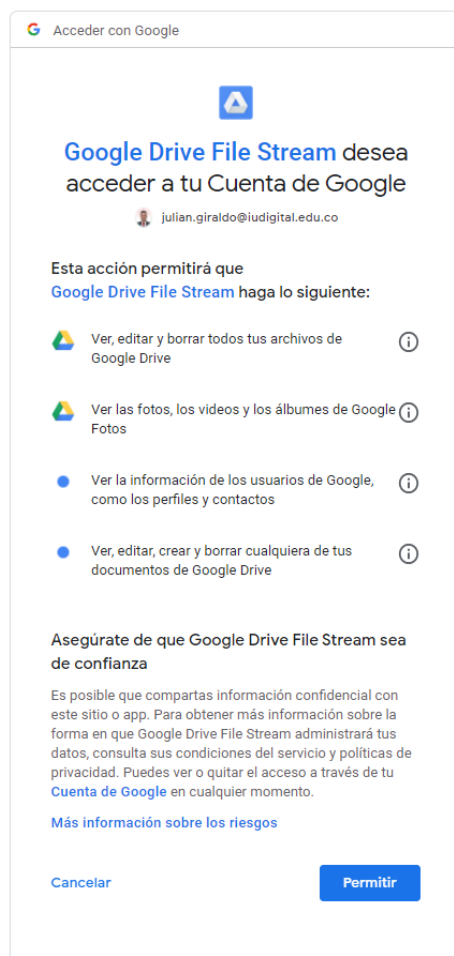 Acceder con Google
Google Drive File Stream desea
acceder a tu Cuenta de Google
julian.giraldo@iudigital.edu.co
Esta acción permitirá que
Google Drive File Stream haga lo siguiente:
Ver, editar y borrar todos tus archivos de
Google Drive
Ver las fotos, los videos y los álbumes de Google
Fotos
Ver la información de los usuarios de Google,
como los perfiles y contactos
Ver, editar, crear y borrar cualquiera de tus
documentos de Google Drive
Asegúrate de que Google Drive File Stream sea
de confianza
Es posible que compartas información confidencial con
este sitio o app. Para obtener más información sobre la
forma en que Google Drive File Stream administrará tus
datos, consulta sus condiciones del servicio y políticas de
privacidad. Puedes ver o quitar el acceso a través de tu
Cuenta de Google en cualquier momento.
Más información sobre los riesgos
Cancelar
Permitir